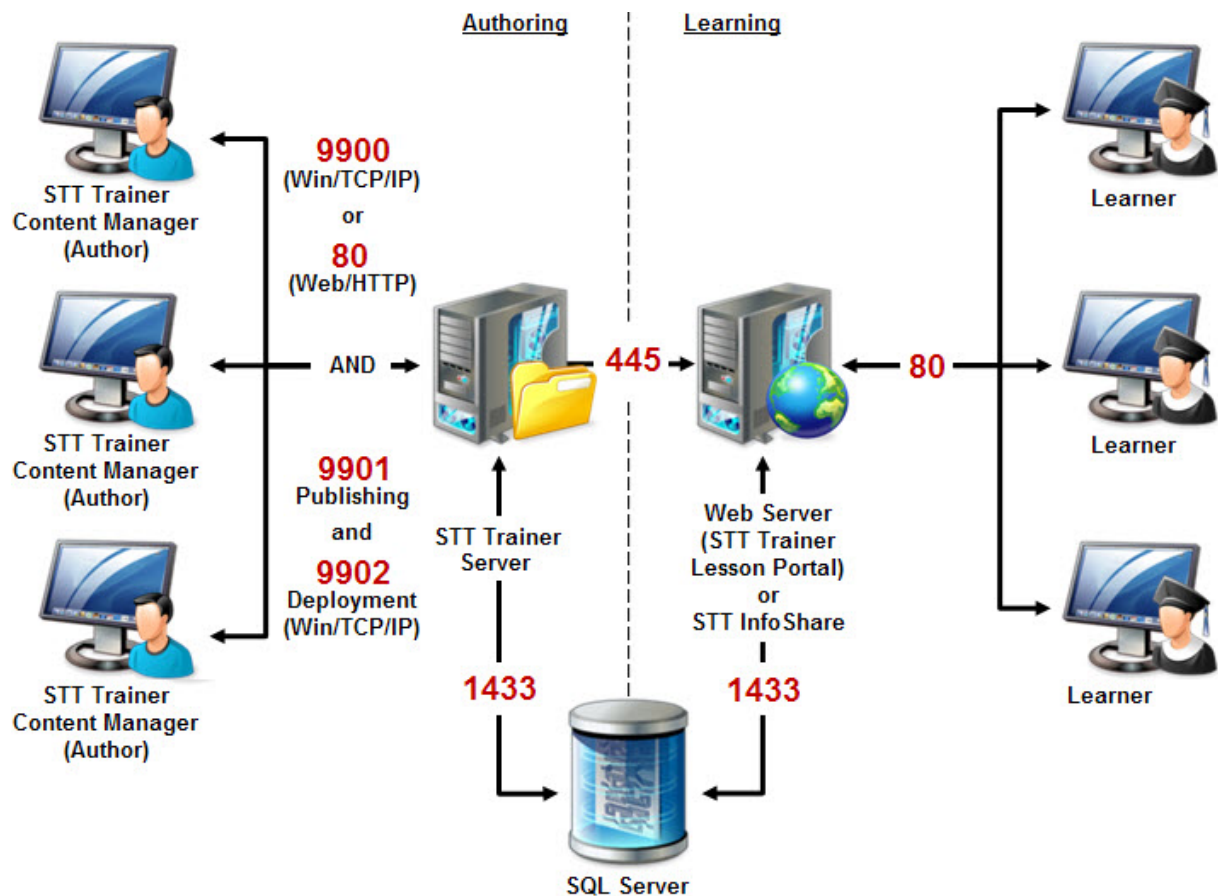 Authoring
Learning
STT Trainer
Content Manager
(Author)
STT Trainer
Content Manager
(Author)
STT Trainer
Content Manager
(Author)
9900
(Win/TCP/IP)
or
80
(Web/HTTP)
AND
9901
Publishing
and
9902
Deployment
(Win/TCP/IP)
STT Trainer
Server
445
Web Server
(STT Trainer
Lesson Portal)
or
STT InfoShare
1433
1433
SQL Server
80
Learner
Learner
Learner